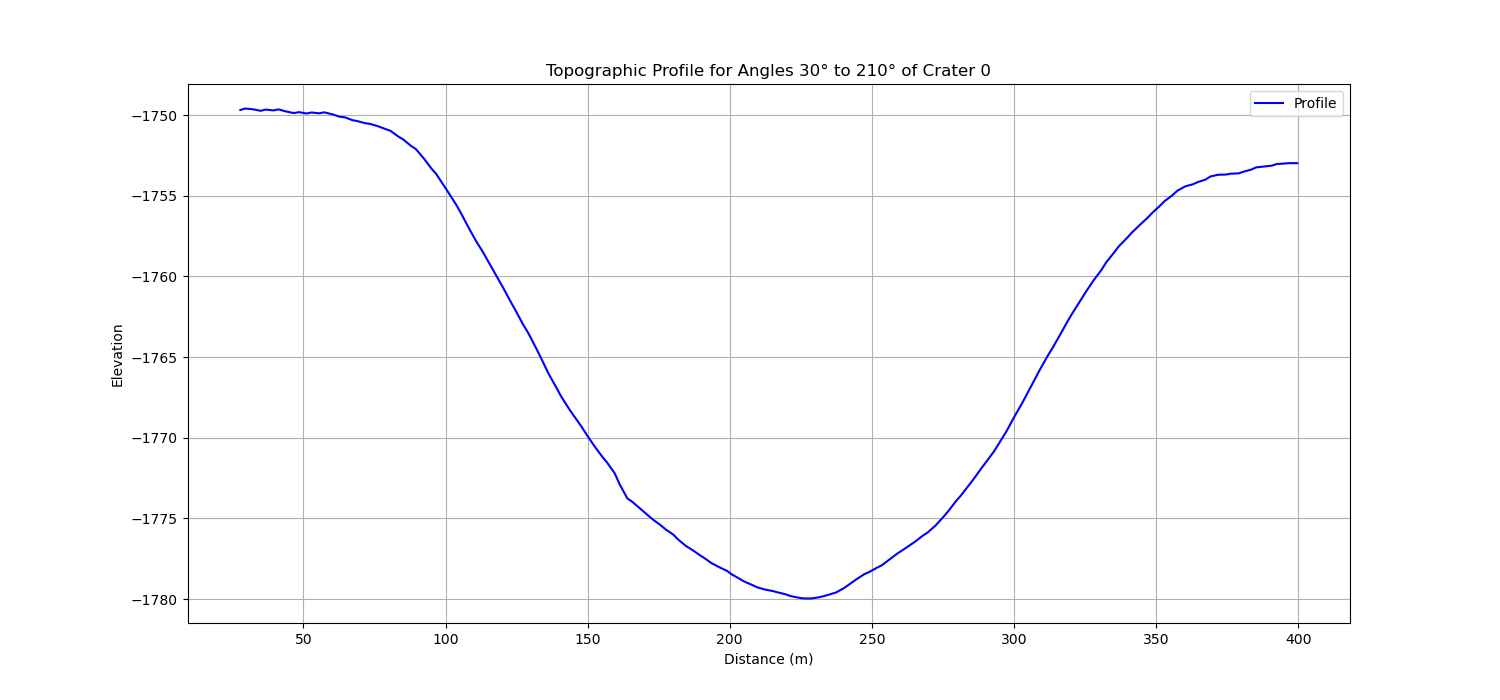 Topographic Profile for Angles 30° to 210° of Crater 0
Profile
−1750
−1755
−1760
−1765
−1770
−1775
−1780
Elevation
50 100 150 200 250 300 350 400
Distance (m)